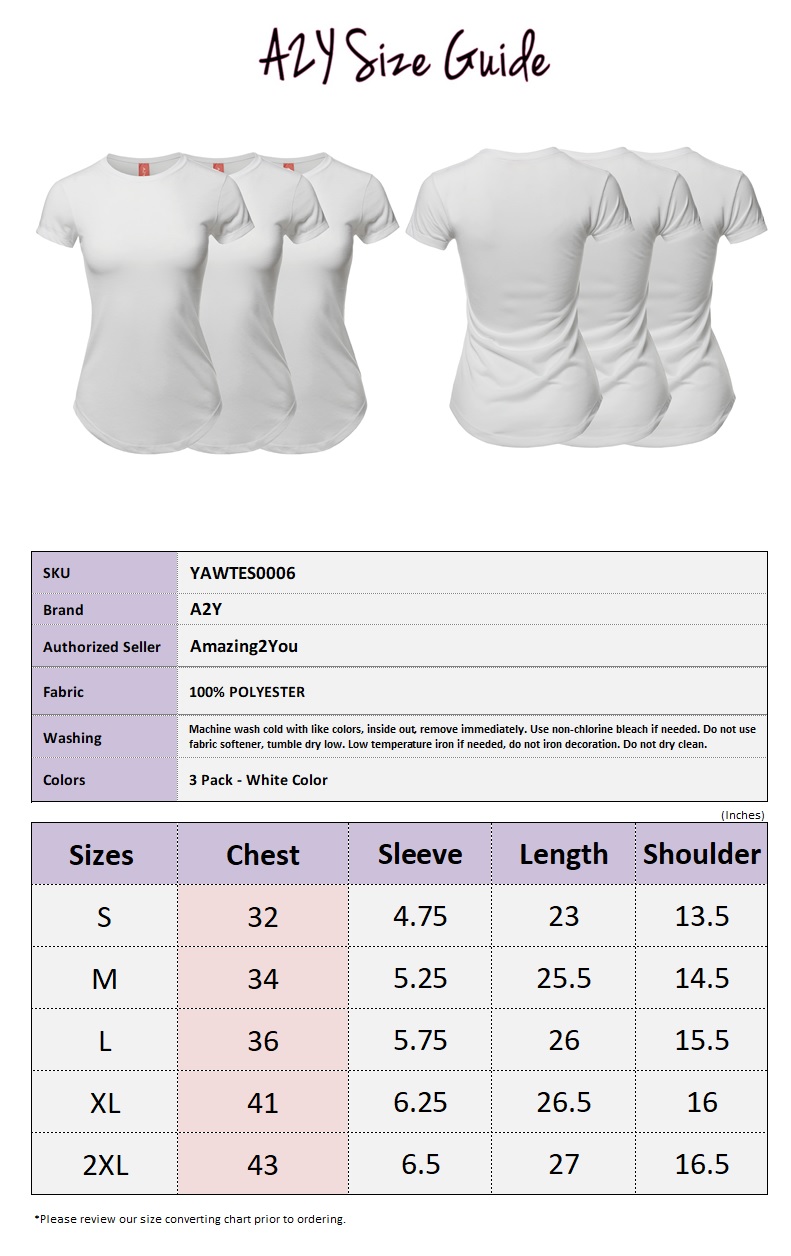 A2Y Size Guide
SKU YAWTES0006
Brand A2Y
Authorized Seller Amazing2You
Fabric 100% POLYESTER
Washing Machine wash cold with like colors, inside out, remove immediately. Use non-chlorine bleach if needed. Do not use
fabric softener, tumble dry low. Low temperature iron if needed, do not iron decoration. Do not dry clean.
Colors 3 Pack - White Color
(Inches)
Sizes Chest Sleeve Length Shoulder
S 32 4.75 23 13.5
M 34 5.25 25.5 14.5
L 36 5.75 26 15.5
XL 41 6.25 26.5 16
2XL 43 6.5 27 16.5
*Please review our size converting chart prior to ordering.